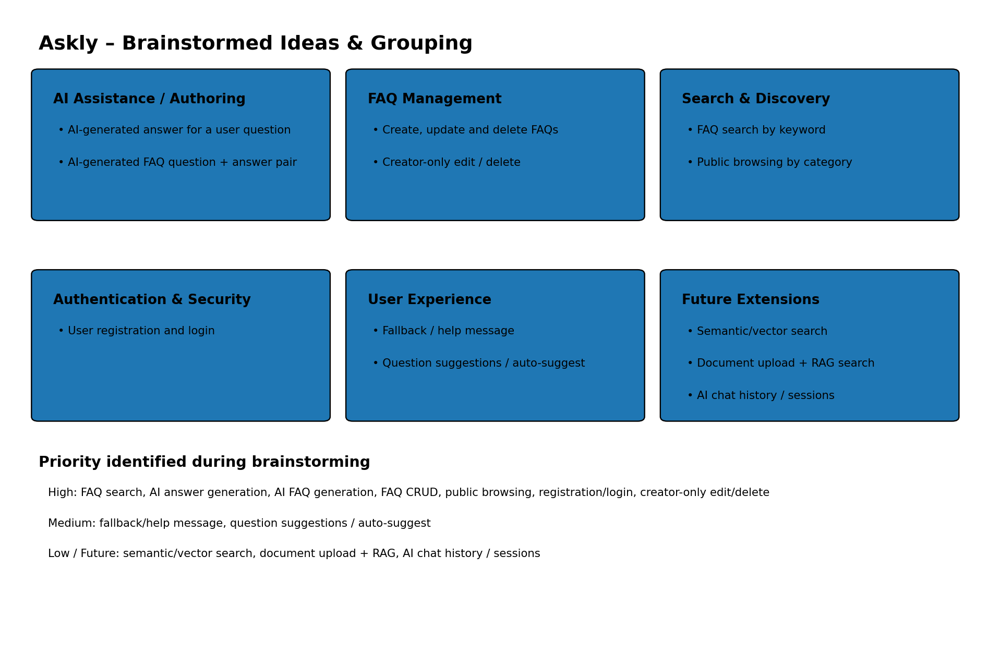 Askly – Brainstormed Ideas & Grouping
AI Assistance / Authoring
• AI-generated answer for a user question
• AI-generated FAQ question + answer pair
FAQ Management
• Create, update and delete FAQs
• Creator-only edit / delete
Search & Discovery
• FAQ search by keyword
• Public browsing by category
Authentication & Security
• User registration and login
User Experience
• Fallback / help message
• Question suggestions / auto-suggest
Future Extensions
• Semantic/vector search
• Document upload + RAG search
• AI chat history / sessions
Priority identified during brainstorming
High: FAQ search, AI answer generation, AI FAQ generation, FAQ CRUD, public browsing, registration/login, creator-only edit/delete
Medium: fallback/help message, question suggestions / auto-suggest
Low / Future: semantic/vector search, document upload + RAG, AI chat history / sessions